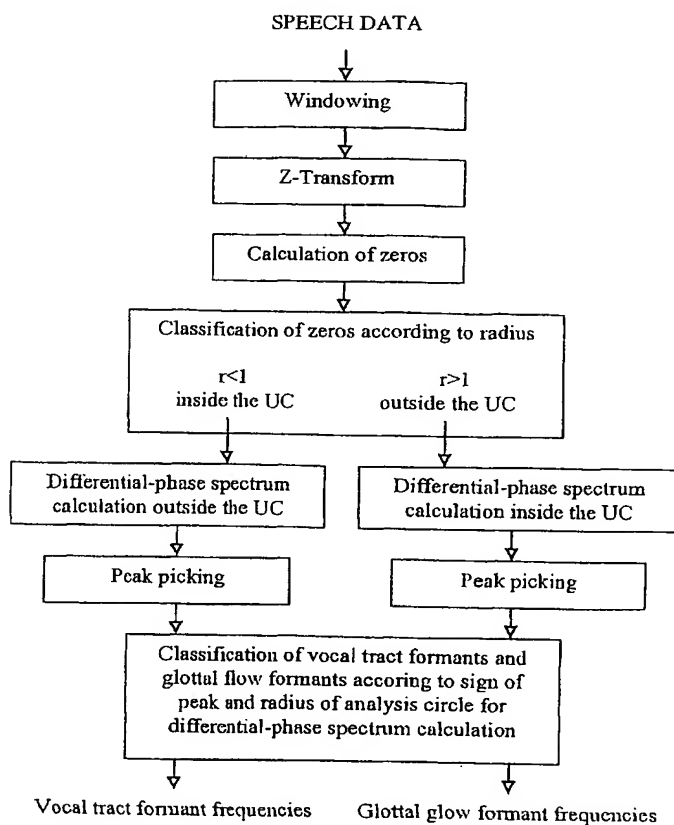 SPEECH DATA
Windowing
Z-Transform
Calculation of zeros
Classification of zeros according to radius
r<1
inside the UC
r>1
outside the UC
Differential-phase spectrum
calculation outside the UC
Differential-phase spectrum
calculation inside the UC
Peak picking
Peak picking
Classification of vocal tract formants and
glottal flow formants accoring to sign of
peak and radius of analysis circle for
differential-phase spectrum calculation
Vocal tract formant frequencies
Glottal glow formant frequencies